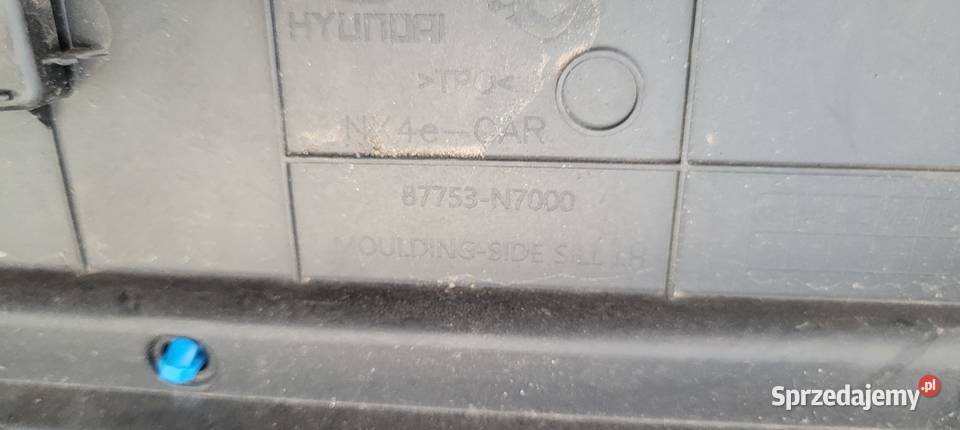 HYUNDAI
>TPO<
NX4e-CAR
87753-N7000
MOULDING-SIDE SILL LH
Sprzedajemy.pl